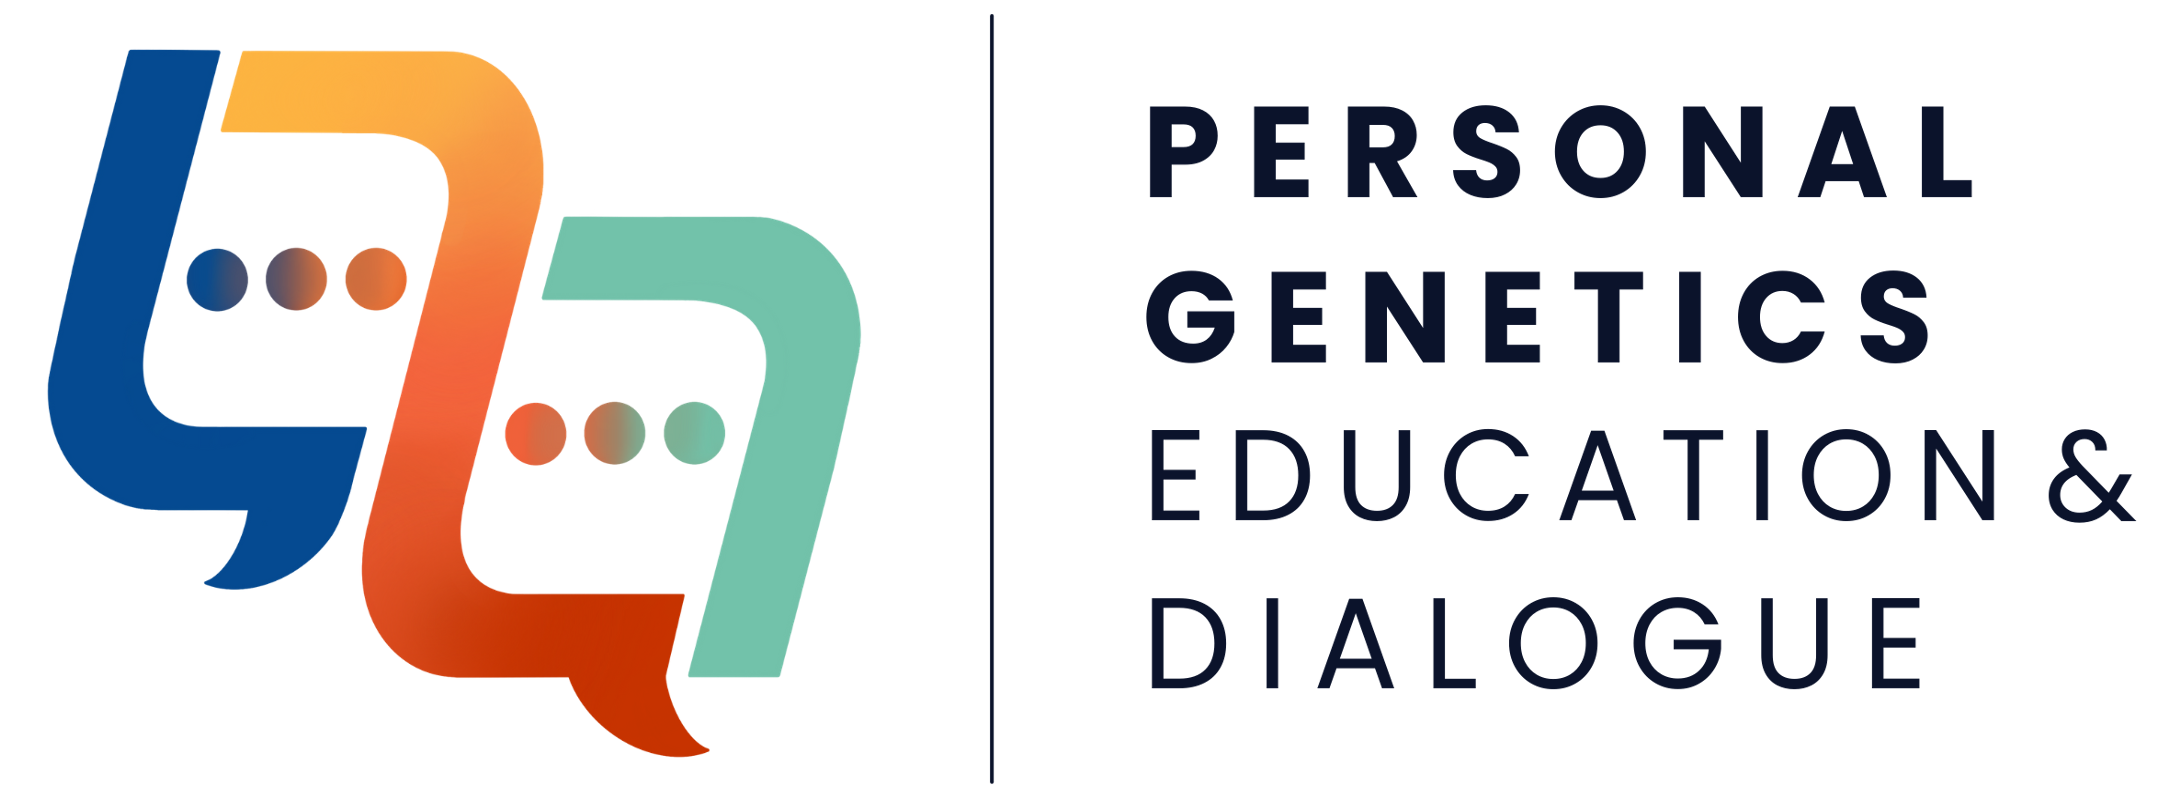 PERSONAL
GENETICS
EDUCATION &
DIALOGUE